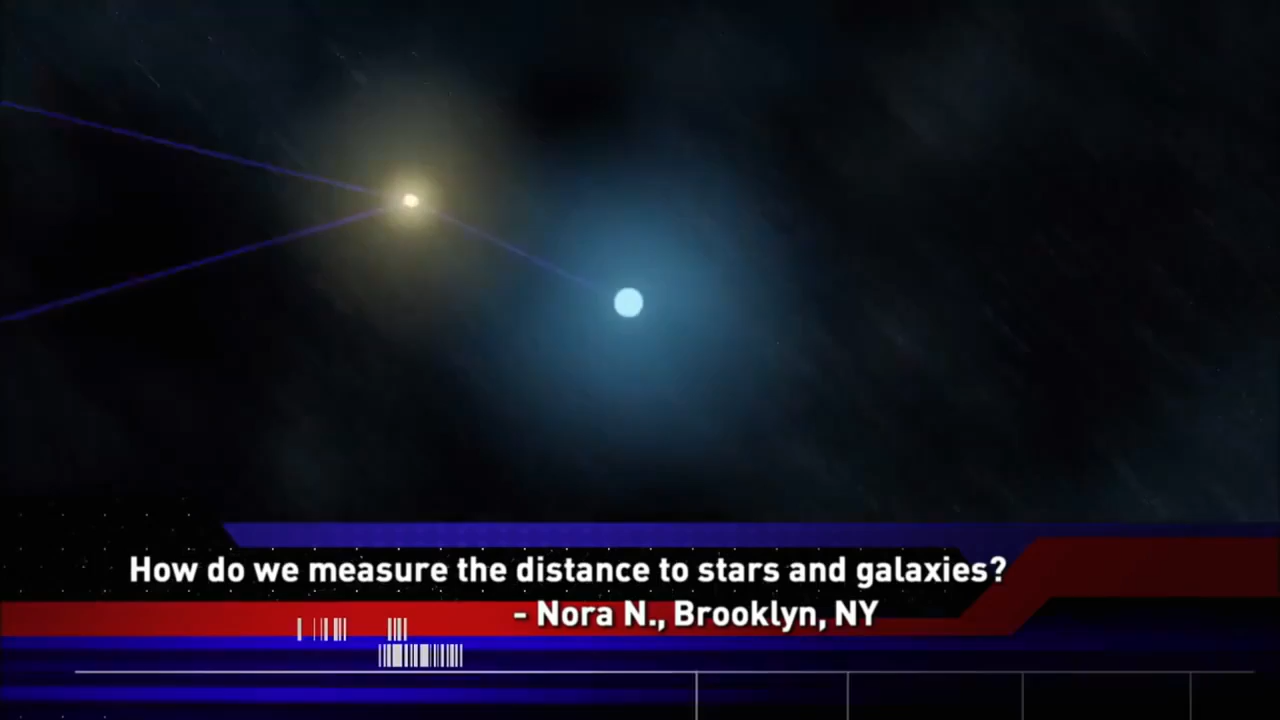 How do we measure the distance to stars and galaxies?
- Nora N., Brooklyn, NY